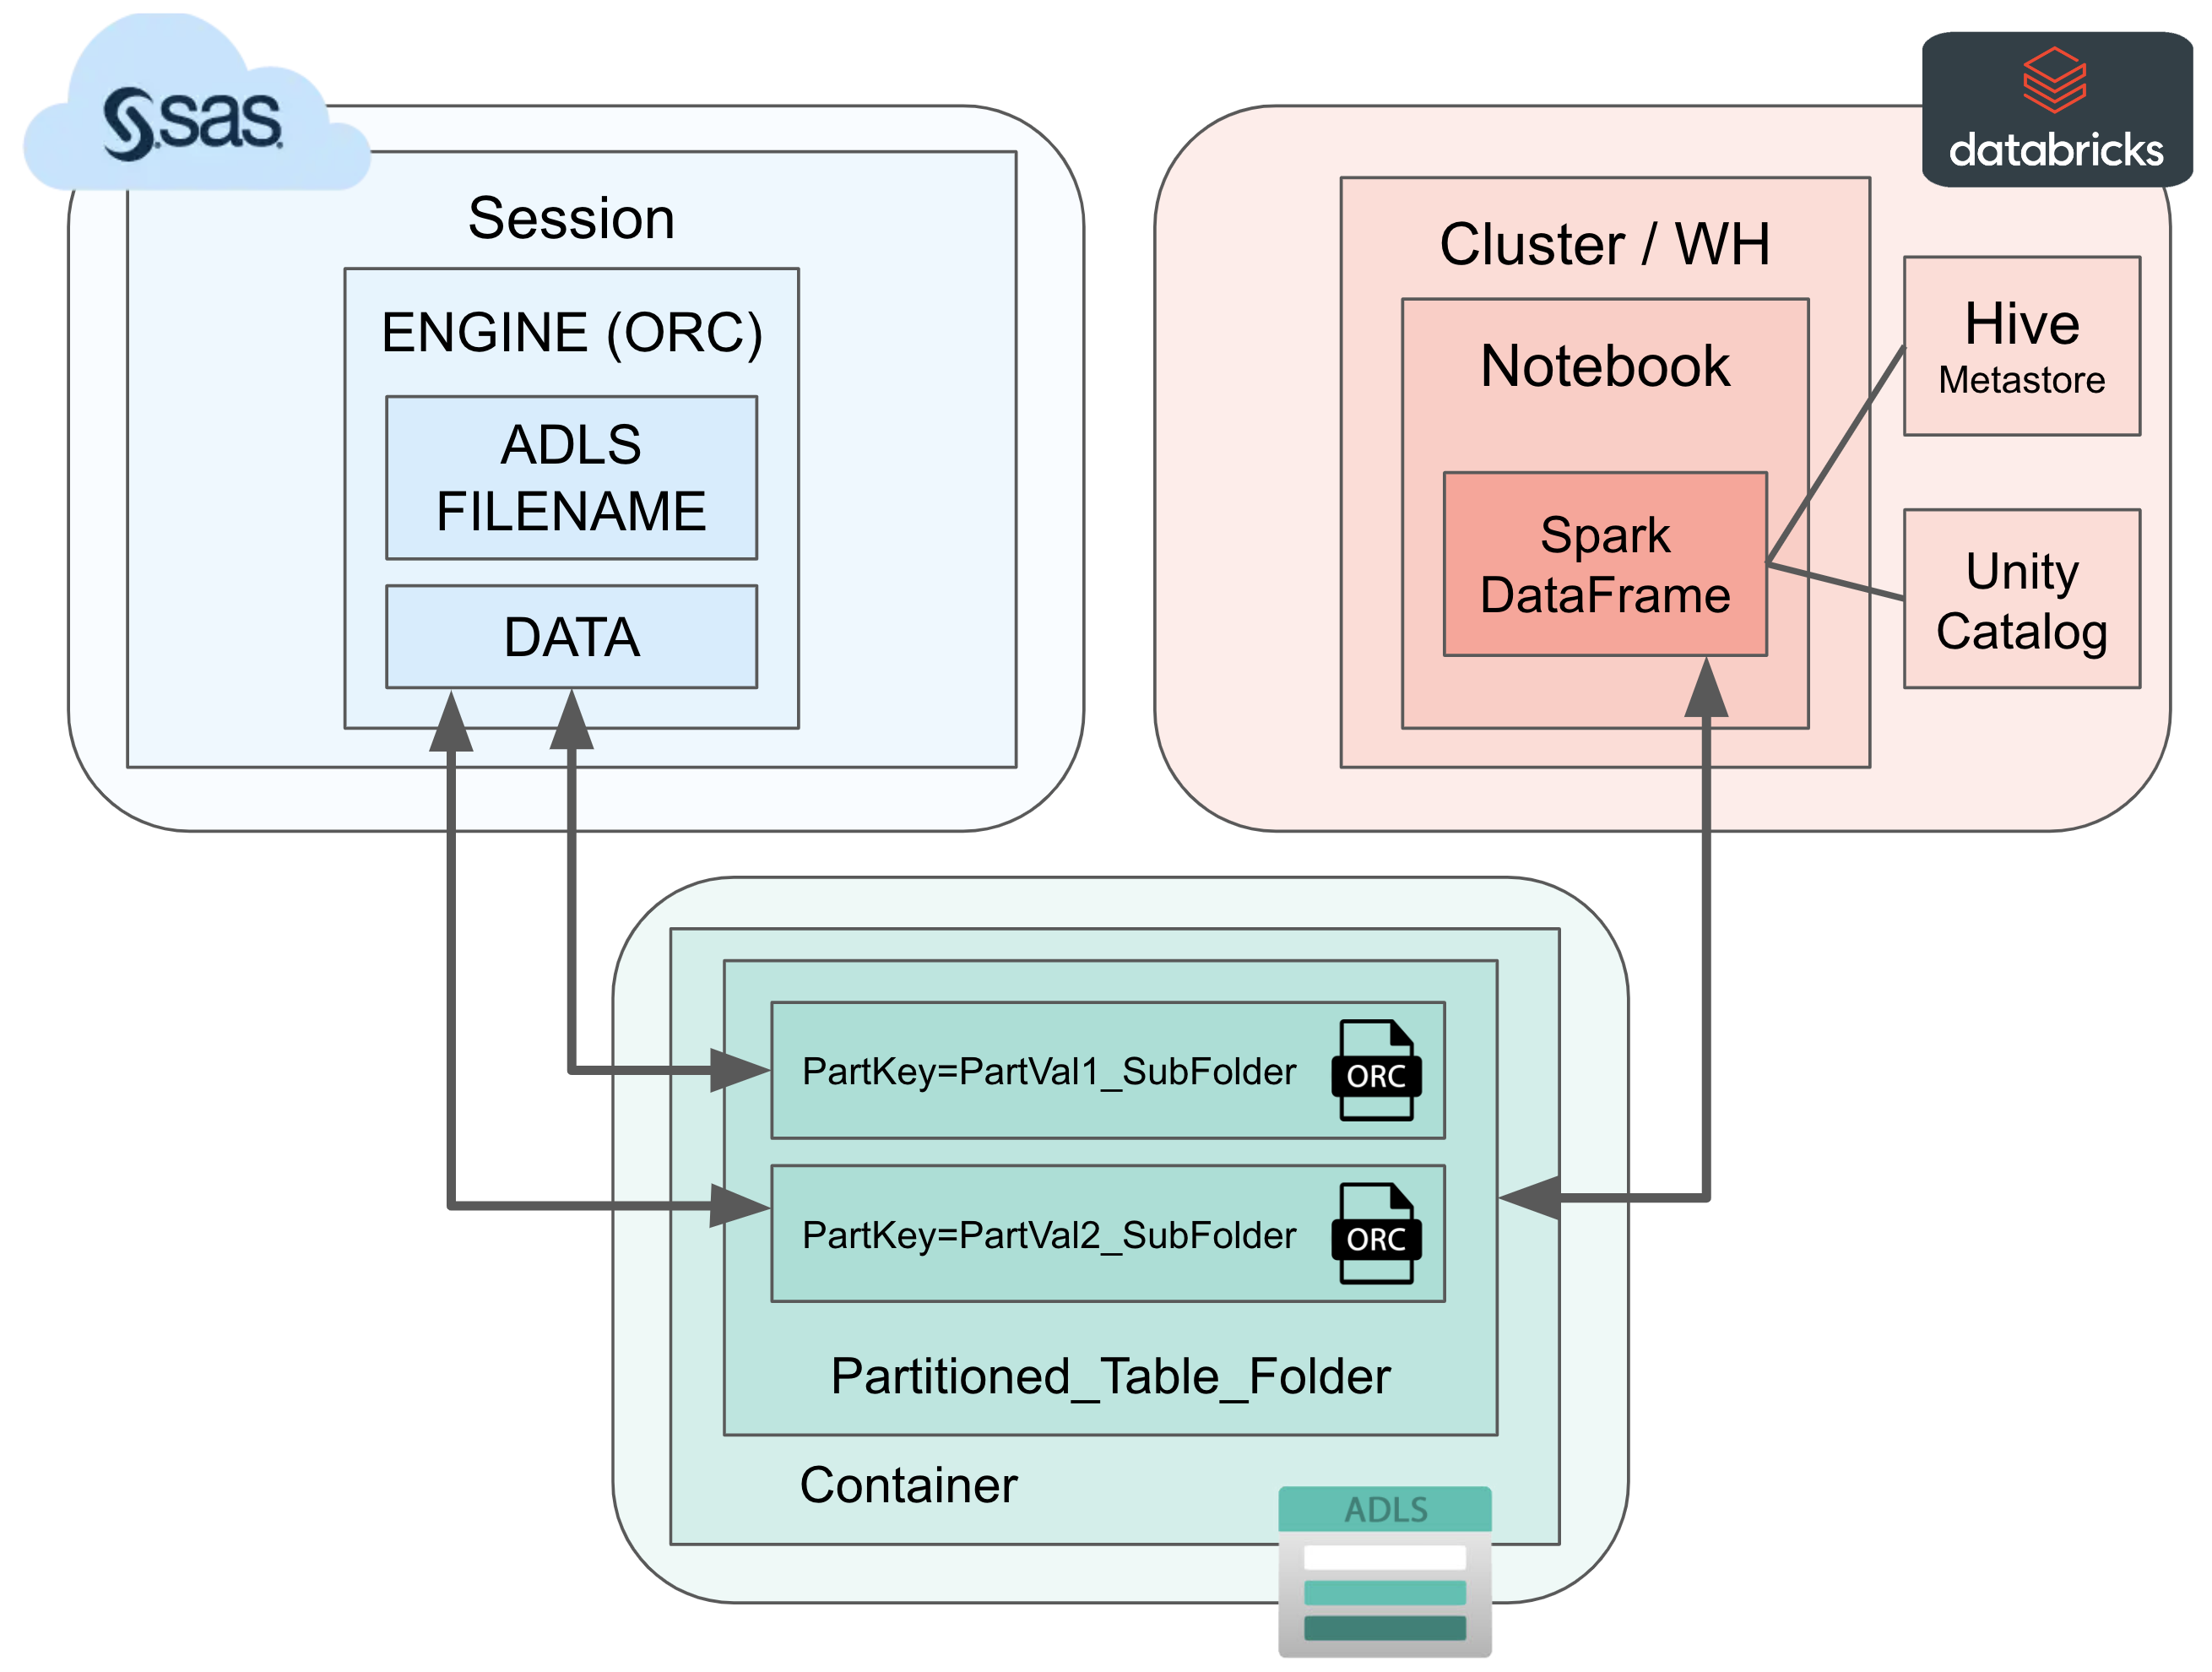 sas
Session
ENGINE (ORC)
ADLS
FILENAME
DATA
databricks
Cluster / WH
Notebook
Spark
DataFrame
Hive
Metastore
Unity
Catalog
PartKey=PartVal1_SubFolder
ORC
PartKey=PartVal2_SubFolder
ORC
Partitioned_Table_Folder
Container
ADLS